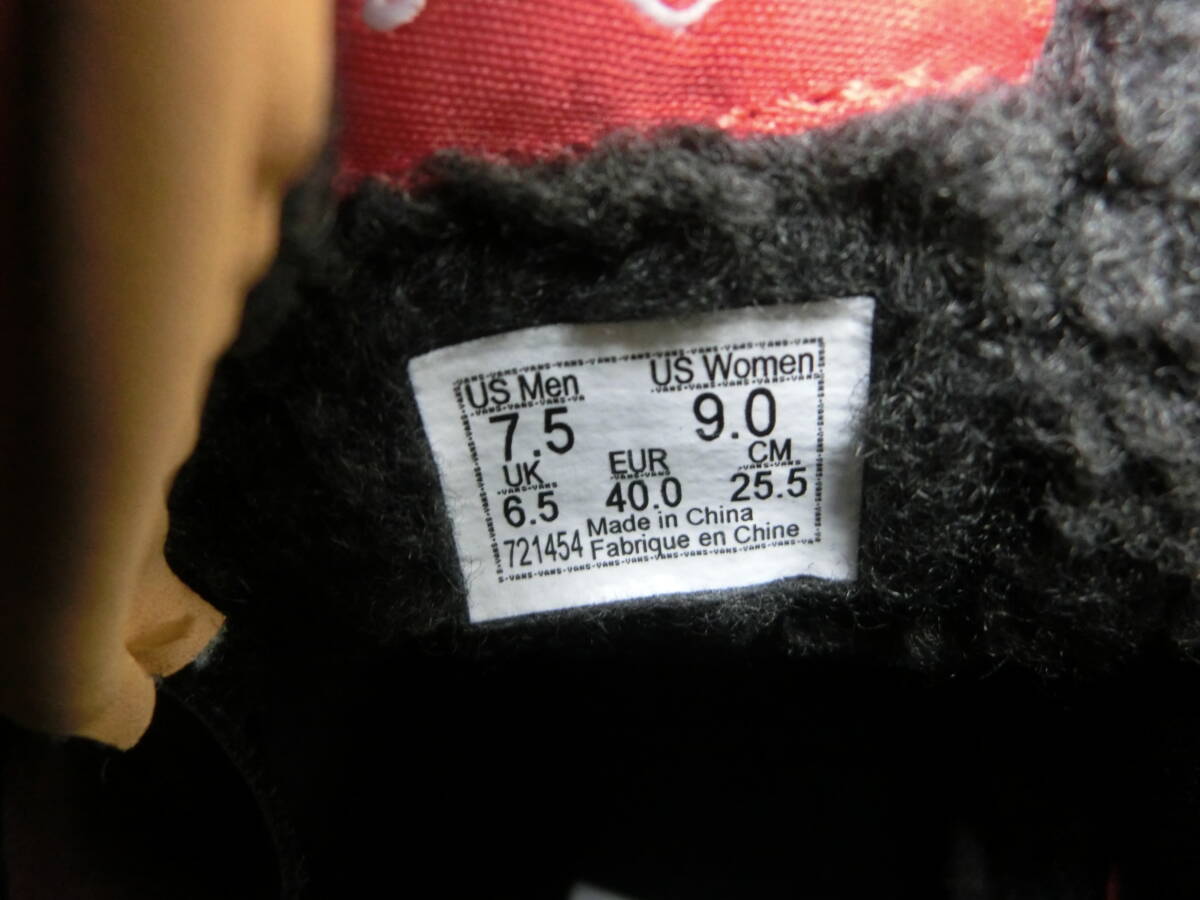 US Men US Women
7.5 9.0
UK EUR CM
6.5 40.0 25.5
Made in China
721454 Fabrique en Chine